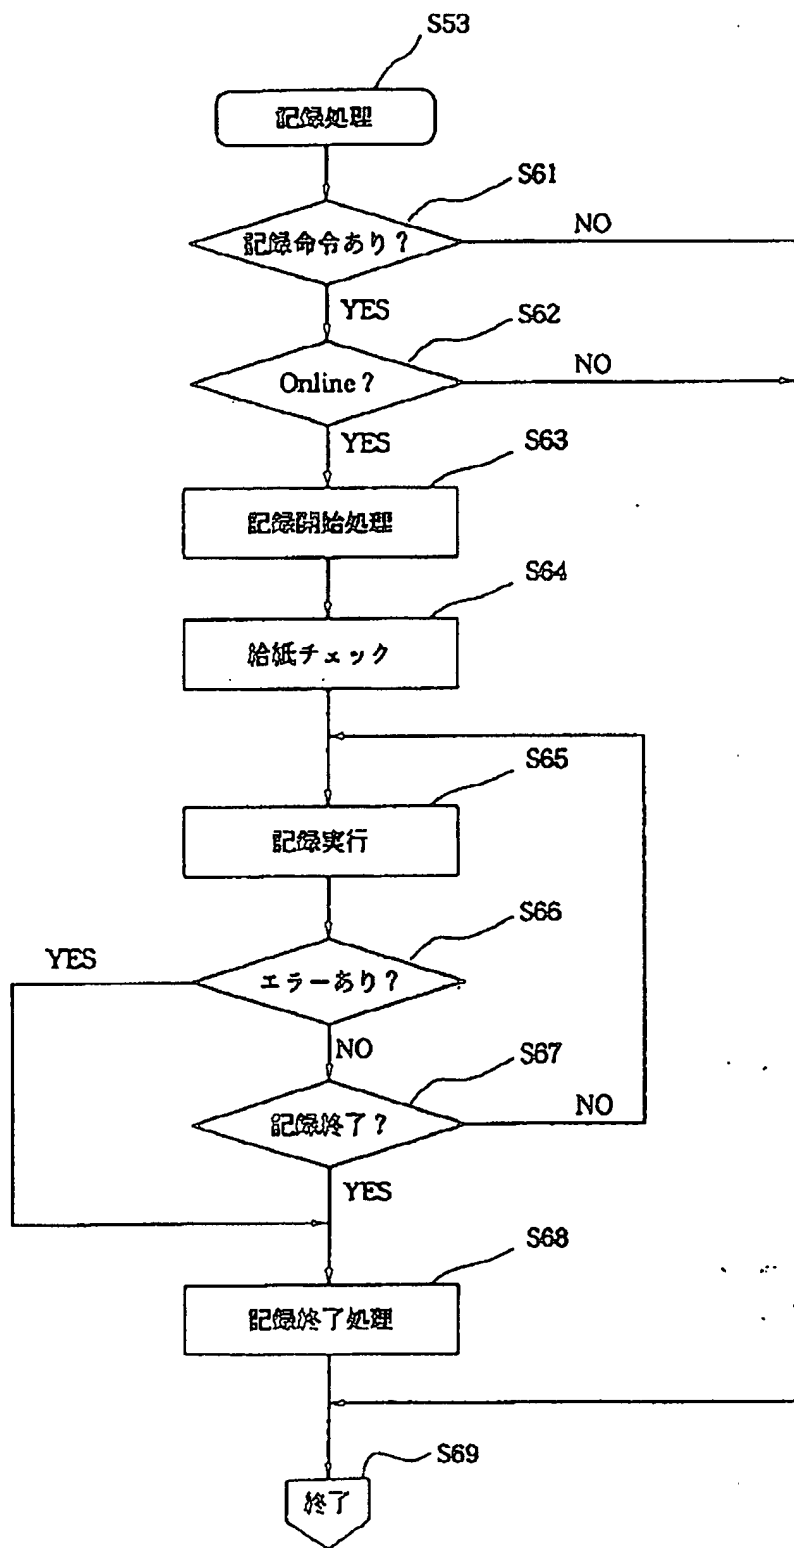 S53
記録処理
S61
記録命令あり?
NO
YES
S62
Online?
NO
YES
S63
記録開始処理
S64
給紙チェック
S65
記録実行
S66
YES
エラーあり?
NO
S67
記録終了?
NO
YES
S68
記録終了処理
S69
終了